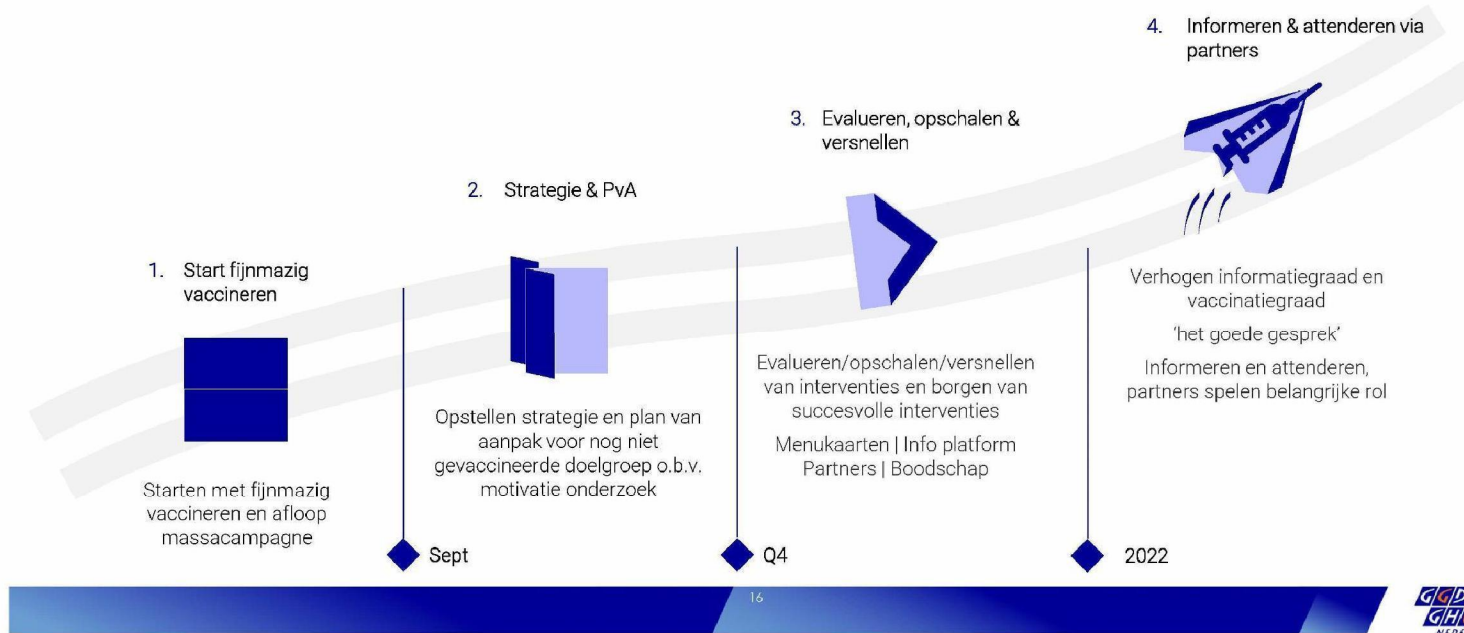 1. Start fijnmazig
vaccineren
Starten met fijnmazig
vaccineren en afloop
massacampagne
Sept
2. Strategie & PvA
Opstellen strategie en plan van
aanpak voor nog niet
gevaccineerde doelgroep o.b.v.
motivatie onderzoek
Q4
3. Evalueren, opschalen &
versnellen
Evalueren/opschalen/versnellen
van interventies en borgen van
succesvolle interventies
Menukaarten | Info platform
Partners | Boodschap
2022
4. Informeren & attenderen via
partners
Verhogen informatiegraad en
vaccinatiegraad
‘het goede gesprek’
Informeren en attenderen,
partners spelen belangrijke rol
16
GGD
GH